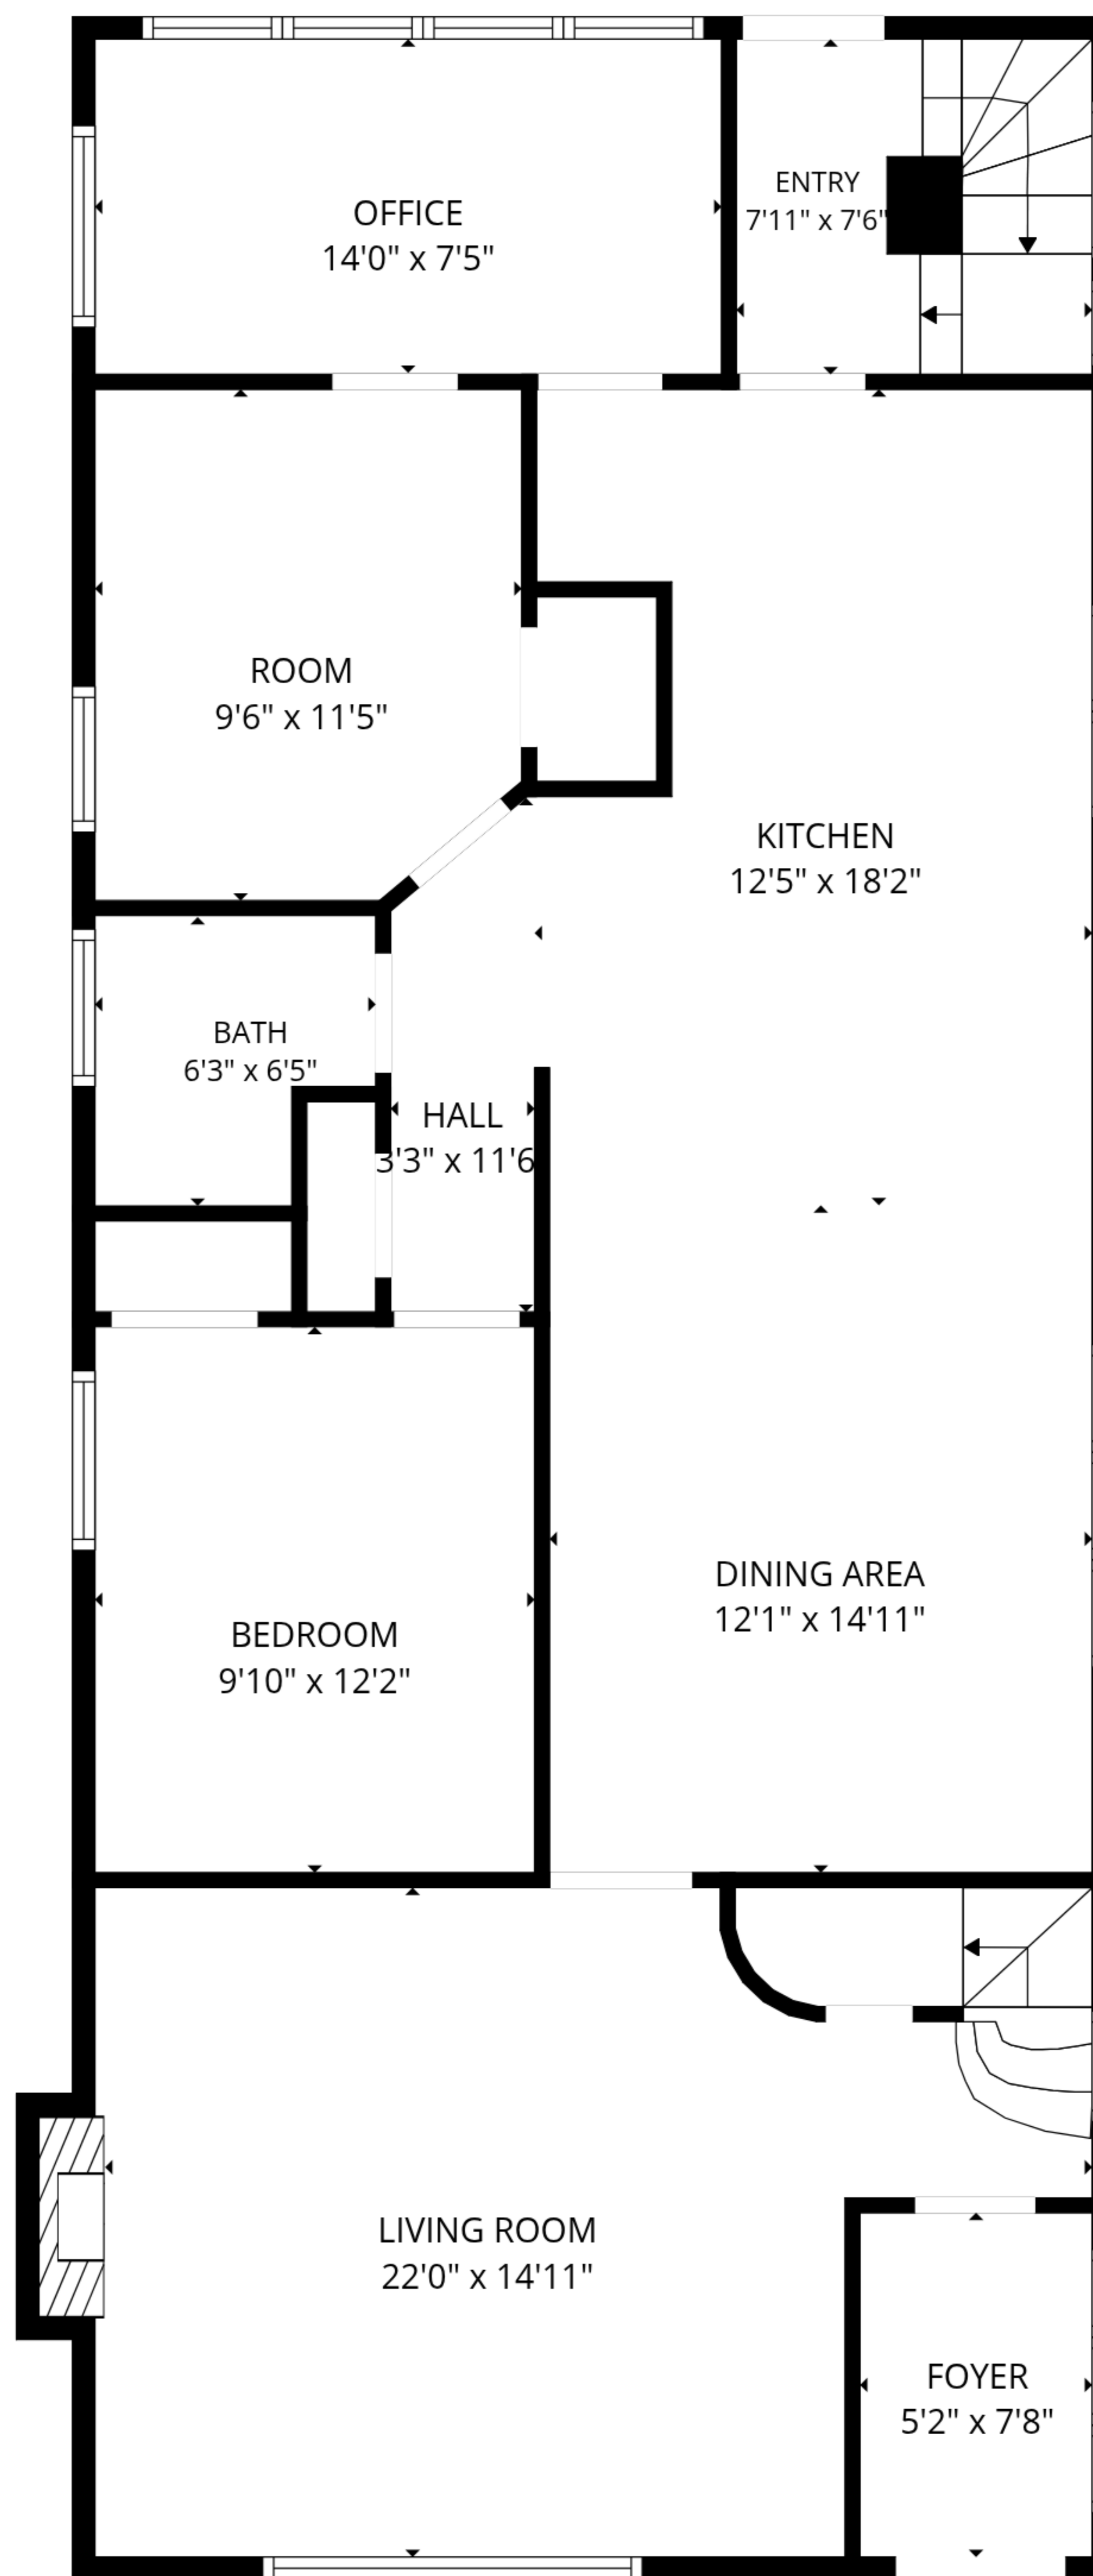 OFFICE
14'0" x 7'5"
ENTRY
7'11" x 7'6"
ROOM
9'6" x 11'5"
KITCHEN
12'5" x 18'2"
BATH
6'3" x 6'5"
HALL
3'3" x 11'6
DINING AREA
12'1" x 14'11"
BEDROOM
9'10" x 12'2"
LIVING ROOM
22'0" x 14'11"
FOYER
5'2" x 7'8"